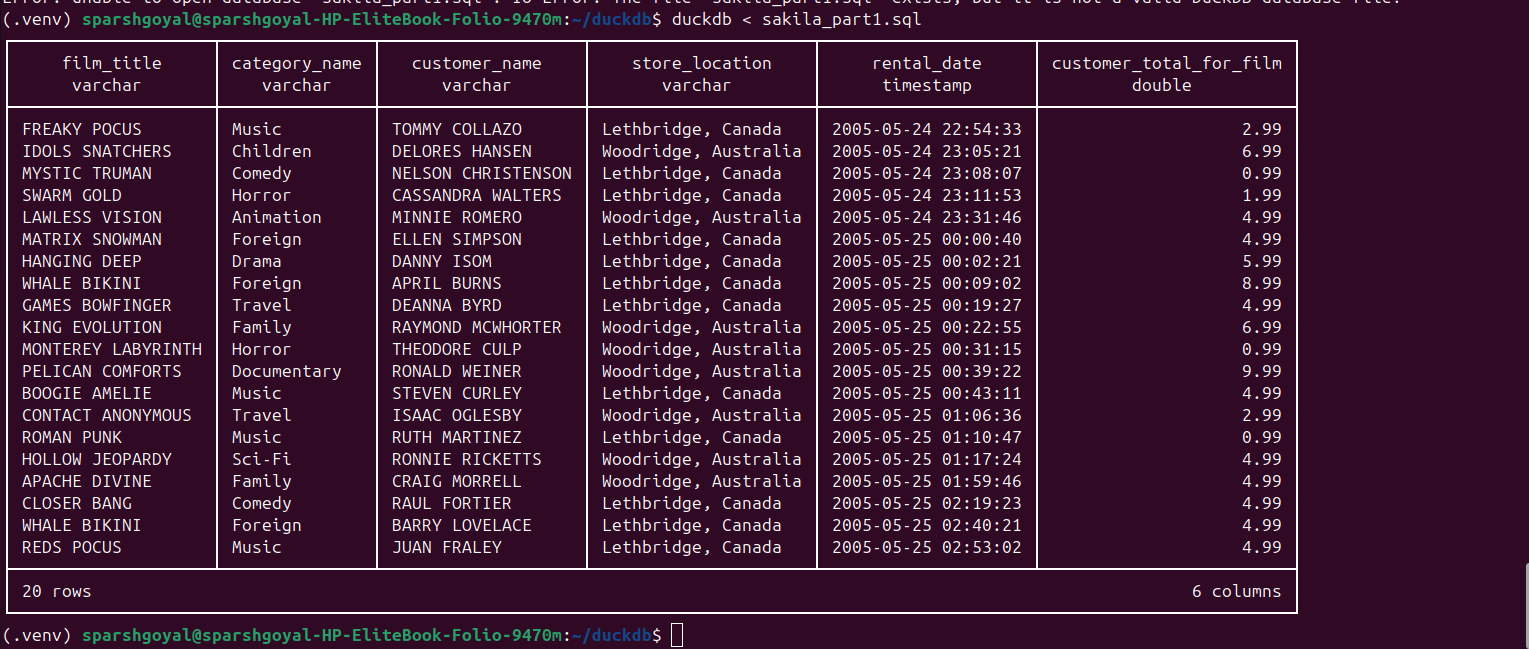 (.venv) sparshgoyal@sparshgoyal-HP-EliteBook-Folio-9470m:~/duckdb$ duckdb < sakila_part1.sql
film_title category_name customer_name store_location rental_date customer_total_for_film
varchar varchar varchar varchar timestamp double
FREAKY POCUS Music TOMMY COLLAZO Lethbridge, Canada 2005-05-24 22:54:33 2.99
IDOLS SNATCHERS Children DELORES HANSEN Woodridge, Australia 2005-05-24 23:05:21 6.99
MYSTIC TRUMAN Comedy NELSON CHRISTENSON Lethbridge, Canada 2005-05-24 23:08:07 0.99
SWARM GOLD Horror CASSANDRA WALTERS Lethbridge, Canada 2005-05-24 23:11:53 1.99
LAWLESS VISION Animation MINNIE ROMERO Woodridge, Australia 2005-05-24 23:31:46 4.99
MATRIX SNOWMAN Foreign ELLEN SIMPSON Lethbridge, Canada 2005-05-25 00:00:40 4.99
HANGING DEEP Drama DANNY ISOM Lethbridge, Canada 2005-05-25 00:02:21 5.99
WHALE BIKINI Foreign APRIL BURNS Lethbridge, Canada 2005-05-25 00:09:02 8.99
GAMES BOWFINGER Travel DEANNA BYRD Lethbridge, Canada 2005-05-25 00:19:27 4.99
KING EVOLUTION Family RAYMOND MCWHORTER Woodridge, Australia 2005-05-25 00:22:55 6.99
MONTEREY LABYRINTH Horror THEODORE CULP Woodridge, Australia 2005-05-25 00:31:15 0.99
PELICAN COMFORTS Documentary RONALD WEINER Woodridge, Australia 2005-05-25 00:39:22 9.99
BOOGIE AMELIE Music STEVEN CURLEY Lethbridge, Canada 2005-05-25 00:43:11 4.99
CONTACT ANONYMOUS Travel ISAAC OGLESBY Woodridge, Australia 2005-05-25 01:06:36 2.99
ROMAN PUNK Music RUTH MARTINEZ Lethbridge, Canada 2005-05-25 01:10:47 0.99
HOLLOW JEOPARDY Sci-Fi RONNIE RICKETTS Woodridge, Australia 2005-05-25 01:17:24 4.99
APACHE DIVINE Family CRAIG MORRELL Woodridge, Australia 2005-05-25 01:59:46 4.99
CLOSER BANG Comedy RAUL FORTIER Lethbridge, Canada 2005-05-25 02:19:23 4.99
WHALE BIKINI Foreign BARRY LOVELACE Lethbridge, Canada 2005-05-25 02:40:21 4.99
REDS POCUS Music JUAN FRALEY Lethbridge, Canada 2005-05-25 02:53:02 4.99
20 rows 6 columns
(.venv) sparshgoyal@sparshgoyal-HP-EliteBook-Folio-9470m:~/duckdb$